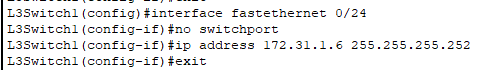 L3Switch1(config)#interface fastethernet 0/24
L3Switch1(config-if)#no switchport
L3Switch1(config-if)#ip address 172.31.1.6 255.255.255.252
L3Switch1(config-if)#exit